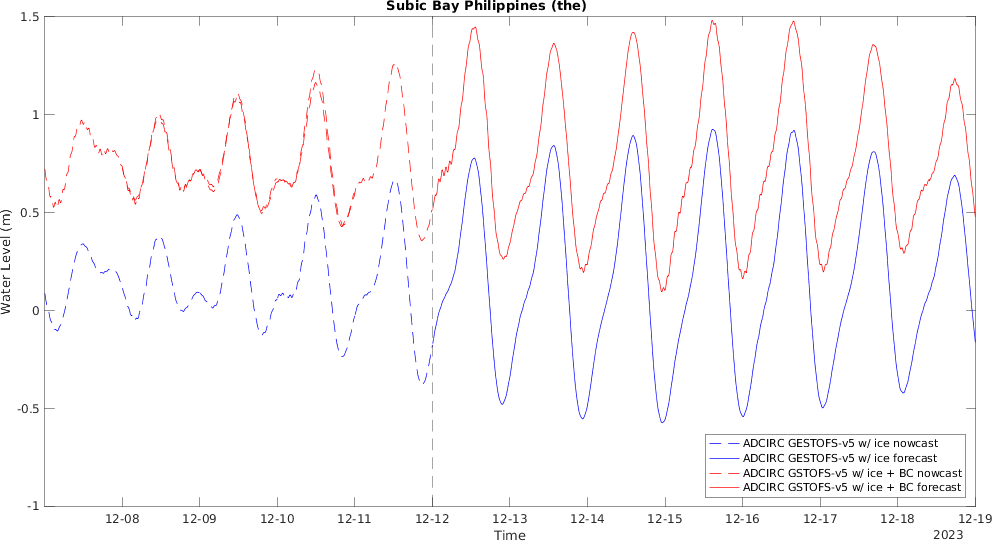 Subic Bay Philippines (the)
1.5
1
0.5
0
-0.5
-1
Water Level (m)
ADCIRC GESTOFS-v5 w/ ice nowcast
ADCIRC GESTOFS-v5 w/ ice forecast
ADCIRC GSTOFS-v5 w/ ice + BC nowcast
ADCIRC GSTOFS-v5 w/ ice + BC forecast
12-08 12-09 12-10 12-11 12-12 12-13 12-14 12-15 12-16 12-17 12-18 12-19
Time
2023